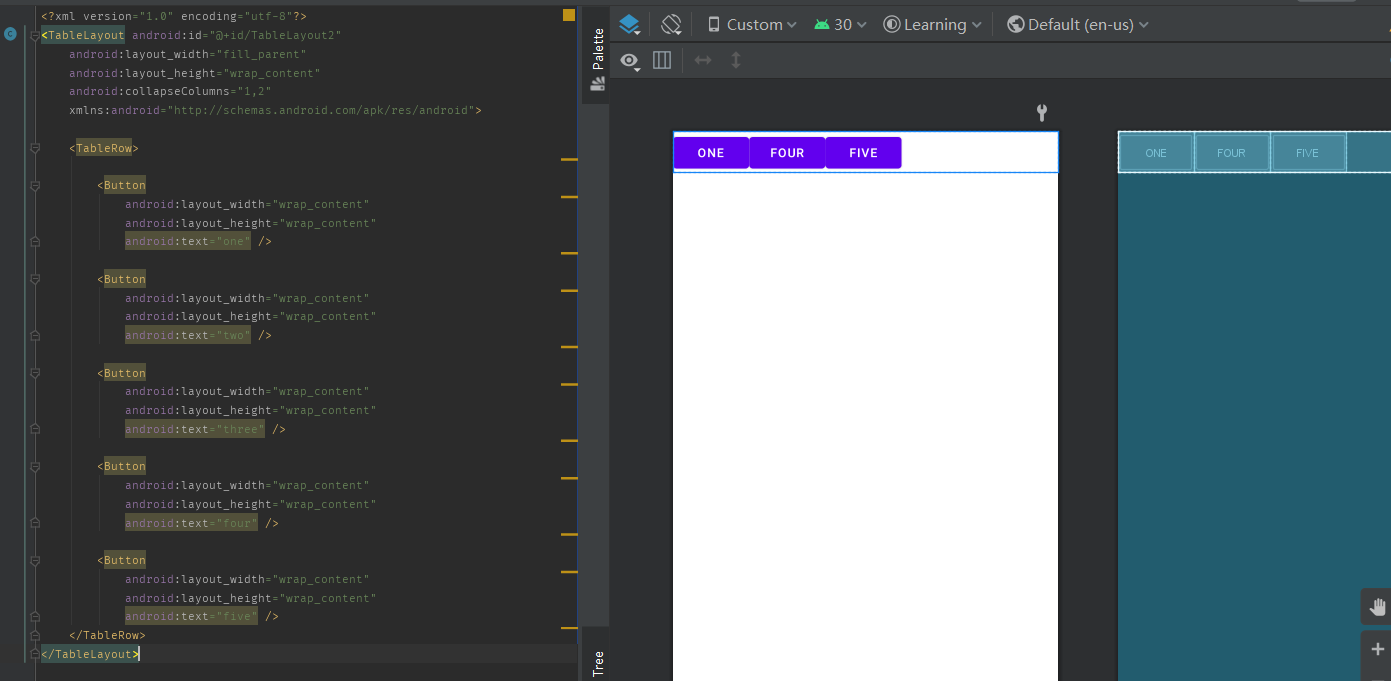 <?xml version="1.0" encoding="utf-8"?>
<TableLayout android:id="@+id/TableLayout2"
android:layout_width="fill_parent"
android:layout_height="wrap_content"
android:collapseColumns="1,2"
xmlns:android="http://schemas.android.com/apk/res/android">
<TableRow>
<Button
android:layout_width="wrap_content"
android:layout_height="wrap_content"
android:text="one" />
<Button
android:layout_width="wrap_content"
android:layout_height="wrap_content"
android:text="two" />
<Button
android:layout_width="wrap_content"
android:layout_height="wrap_content"
android:text="three" />
<Button
android:layout_width="wrap_content"
android:layout_height="wrap_content"
android:text="four" />
<Button
android:layout_width="wrap_content"
android:layout_height="wrap_content"
android:text="five" />
</TableRow>
</TableLayout>
C
Palette
Tree
Custom 30 Learning Default (en-us)
ONE FOUR FIVE
ONE FOUR FIVE